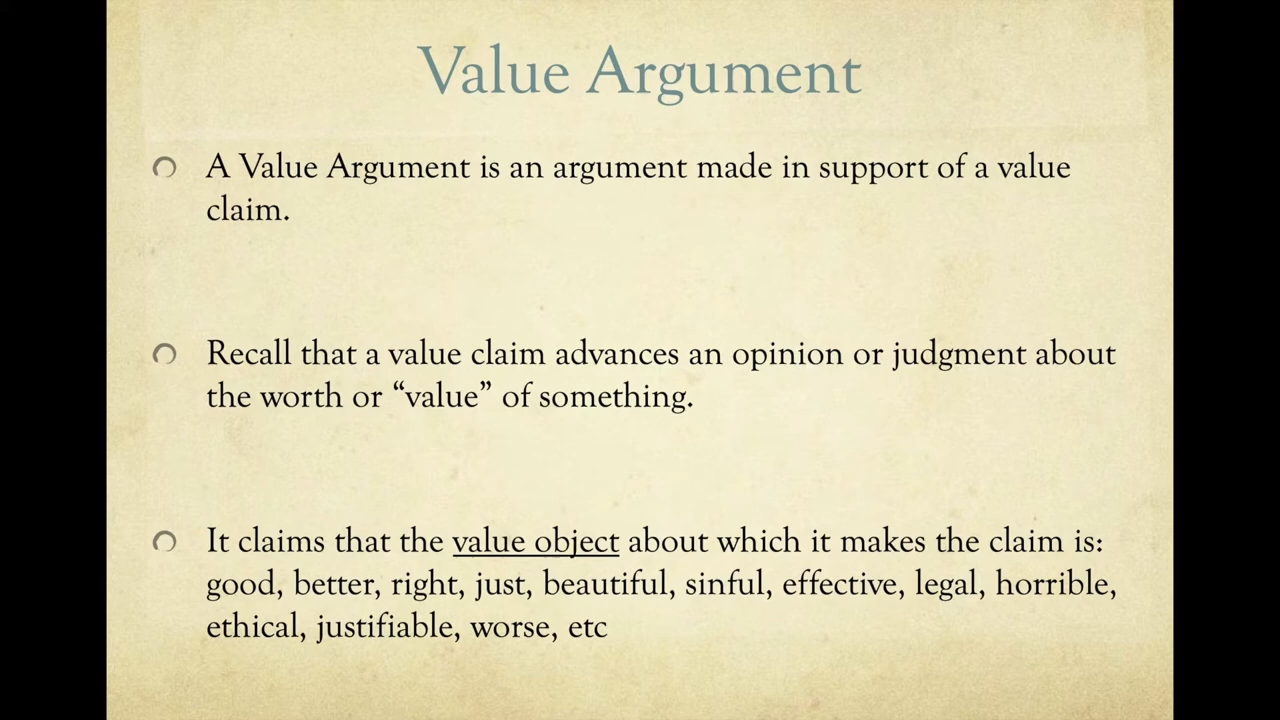 Value Argument
A Value Argument is an argument made in support of a value
claim.
Recall that a value claim advances an opinion or judgment about
the worth or “value” of something.
It claims that the value object about which it makes the claim is:
good, better, right, just, beautiful, sinful, effective, legal, horrible,
ethical, justifiable, worse, etc